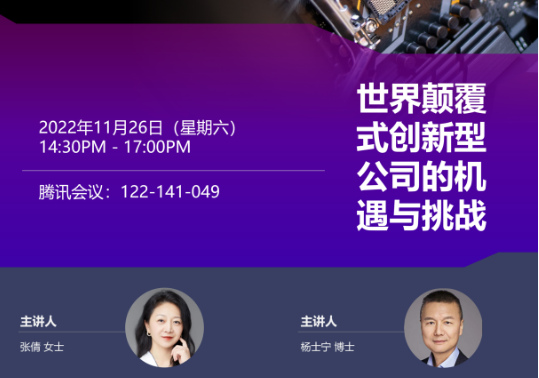 世界颠覆
式创新型
公司的机
遇与挑战
2022年11月26日（星期六）
14:30PM - 17:00PM
腾讯会议：122-141-049
主讲人
张倩 女士
主讲人
杨士宁 博士